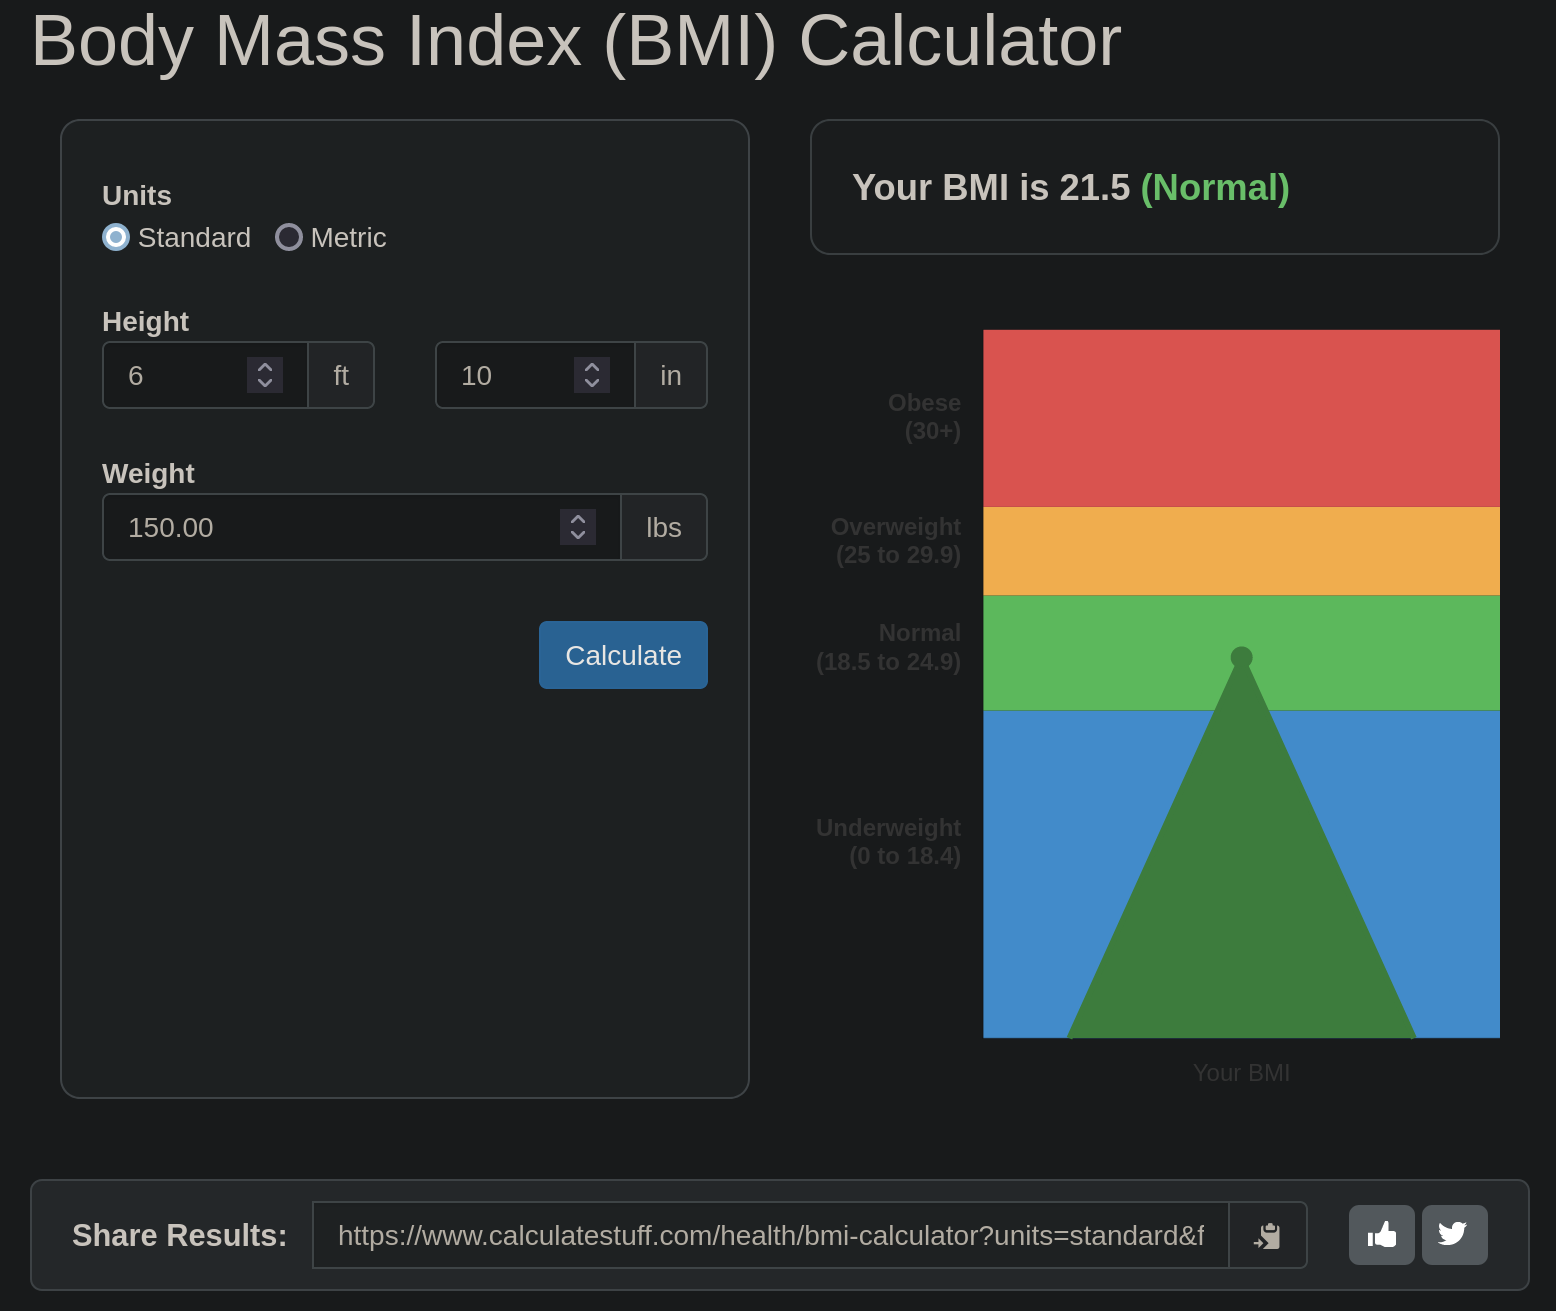 Body Mass Index (BMI) Calculator
Units
Standard Metric
Height
6 ft 10 in
Weight
150.00 lbs
Calculate
Your BMI is 21.5 (Normal)
Obese
(30+)
Overweight
(25 to 29.9)
Normal
(18.5 to 24.9)
Underweight
(0 to 18.4)
Your BMI
Share Results: https://www.calculatestuff.com/health/bmi-calculator?units=standard&f